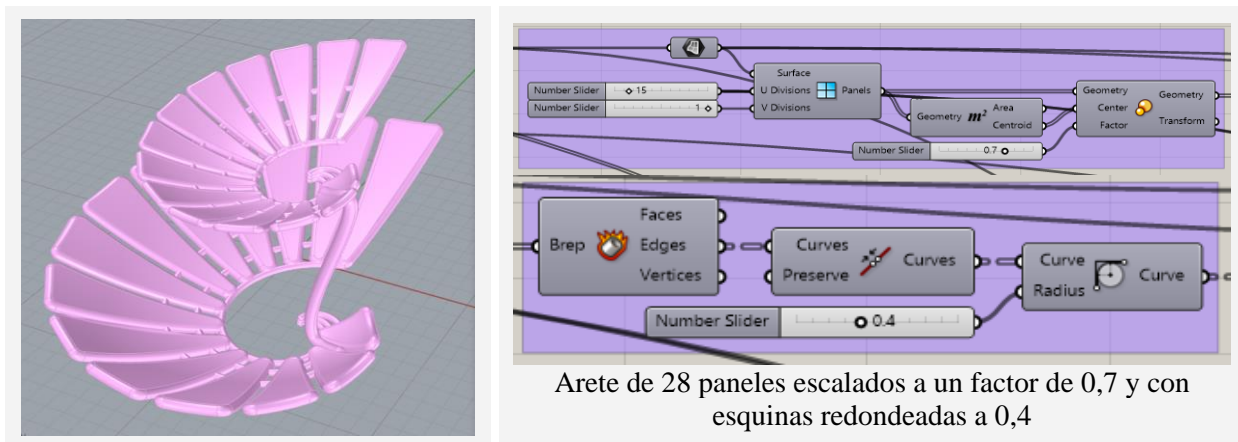 Surface
Number Slider 15 U Divisions Panels
Number Slider 1 V Divisions
Geometry Area
Centroid
Geometry Geometry
Center
Factor Transform
Number Slider 0.7
Faces
Brep Edges
Vertices
Curves Curves
Preserve
Curve Curve
Radius
Number Slider 0.4
Arete de 28 paneles escalados a un factor de 0,7 y con
esquinas redondeadas a 0,4